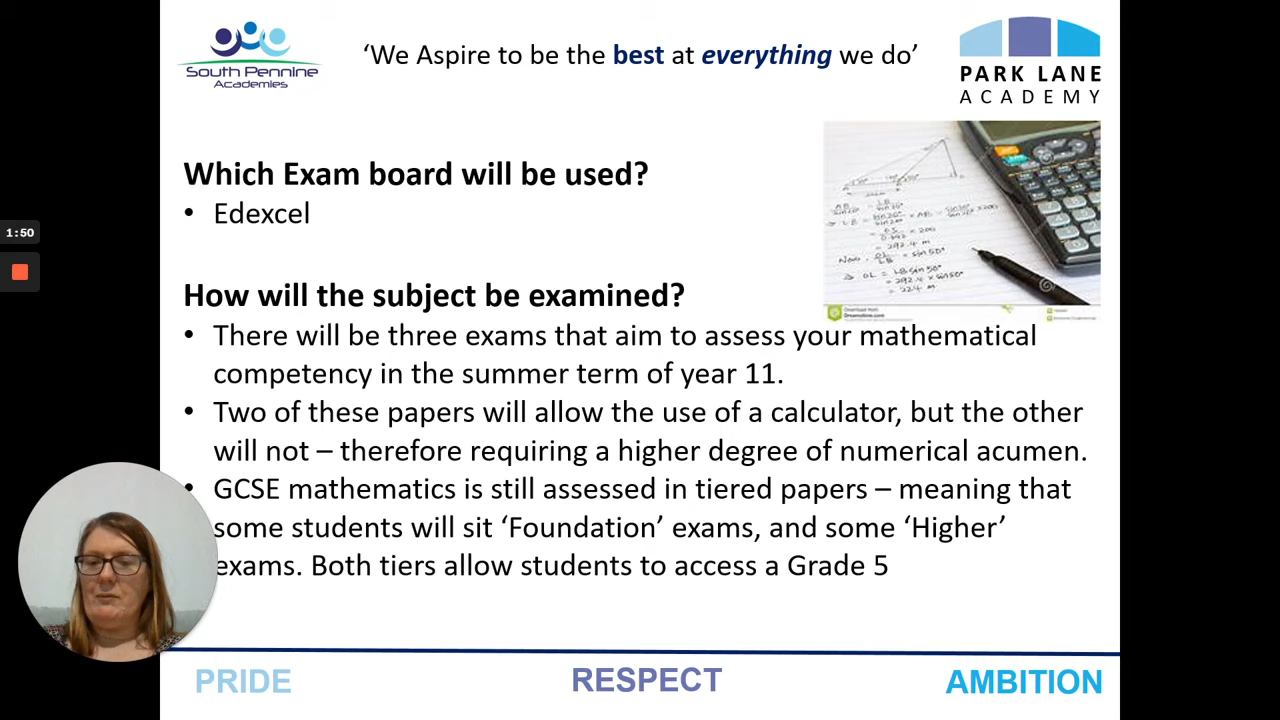 South Pennine
Academies
‘We Aspire to be the best at everything we do’
PARK LANE
ACADEMY
Which Exam board will be used?
• Edexcel
1:50
How will the subject be examined?
• There will be three exams that aim to assess your mathematical
competency in the summer term of year 11.
• Two of these papers will allow the use of a calculator, but the other
will not – therefore requiring a higher degree of numerical acumen.
• GCSE mathematics is still assessed in tiered papers – meaning that
some students will sit ‘Foundation’ exams, and some ‘Higher’
exams. Both tiers allow students to access a Grade 5
PRIDE
RESPECT
AMBITION